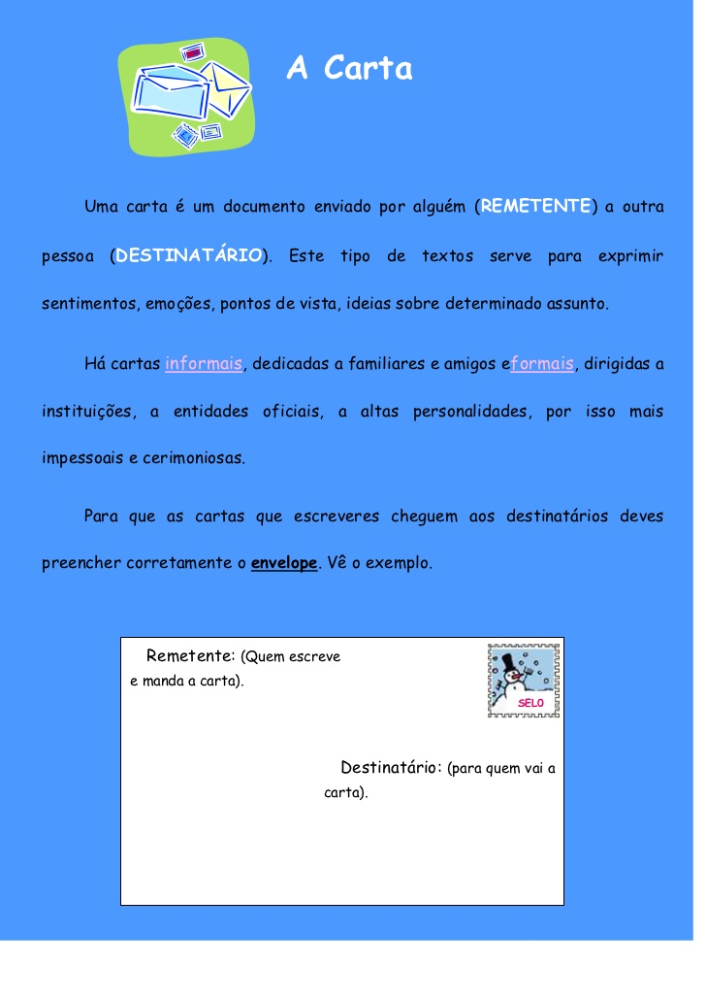 A Carta
Uma carta é um documento enviado por alguém (REMETENTE) a outra
pessoa (DESTINATÁRIO). Este tipo de textos serve para exprimir
sentimentos, emoções, pontos de vista, ideias sobre determinado assunto.
Há cartas informais, dedicadas a familiares e amigos eformais, dirigidas a
instituições, a entidades oficiais, a altas personalidades, por isso mais
impessoais e cerimoniosas.
Para que as cartas que escreveres cheguem aos destinatários deves
preencher corretamente o envelope. Vê o exemplo.
Remetente: (Quem escreve
e manda a carta).
SELO
Destinatário: (para quem vai a
carta).